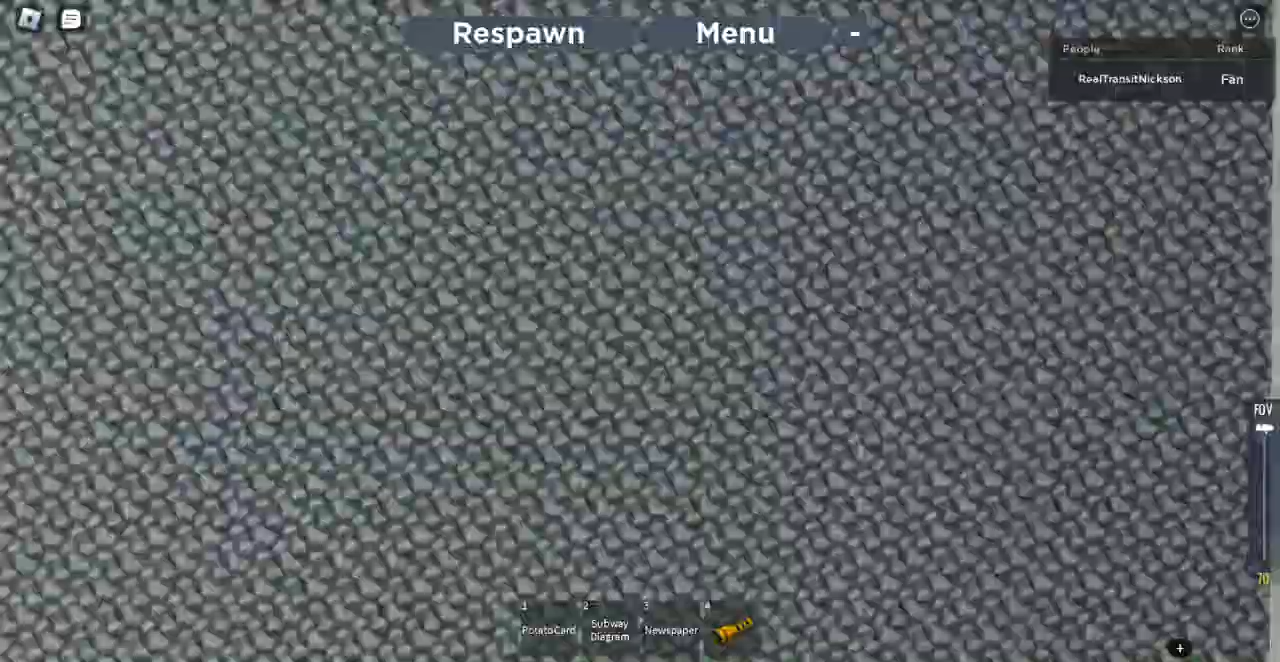 Respawn Menu -
People Rank
RealTransitNickson Fan
FOV
70
1 2 3 4
PotatoCard
Subway
Diagram
Newspaper
+